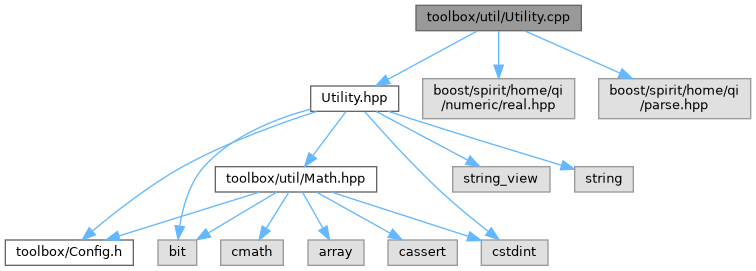 toolbox/util/Utility.cpp
Utility.hpp
boost/spirit/home/qi
/numeric/real.hpp
boost/spirit/home/qi
/parse.hpp
toolbox/util/Math.hpp
string_view
string
toolbox/Config.h
bit
cmath
array
cassert
cstdint